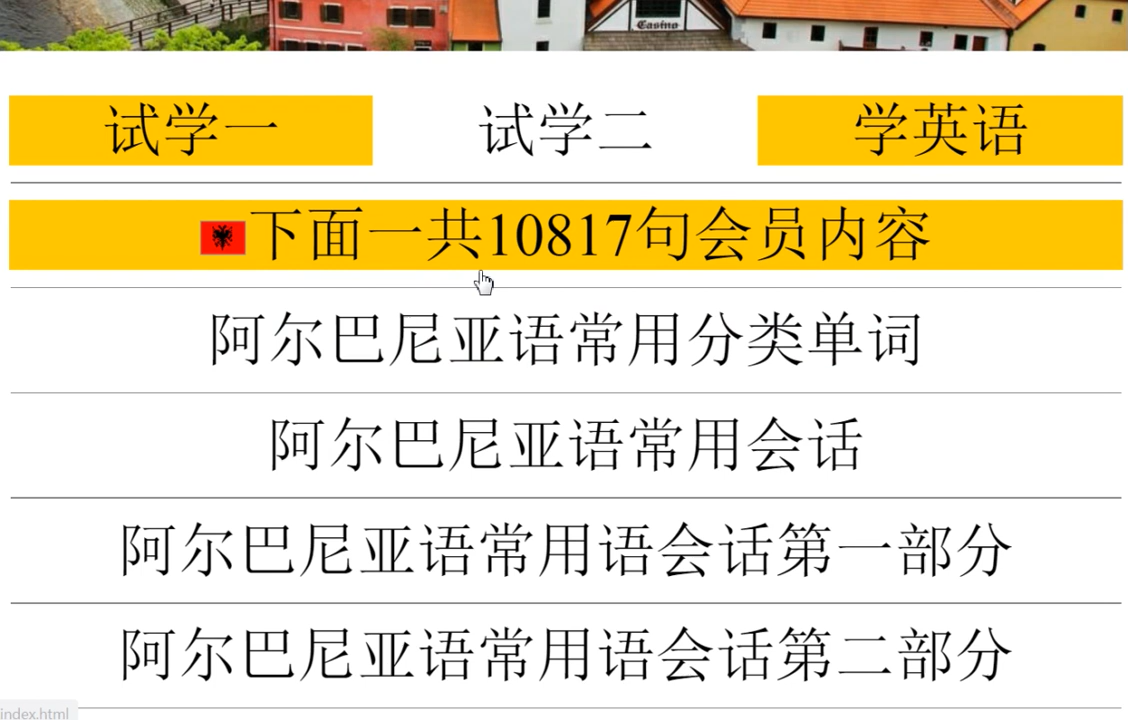 Casino
试学一 试学二 学英语
下面一共10817句会员内容
阿尔巴尼亚语常用分类单词
阿尔巴尼亚语常用会话
阿尔巴尼亚语常用语会话第一部分
阿尔巴尼亚语常用语会话第二部分
index.html